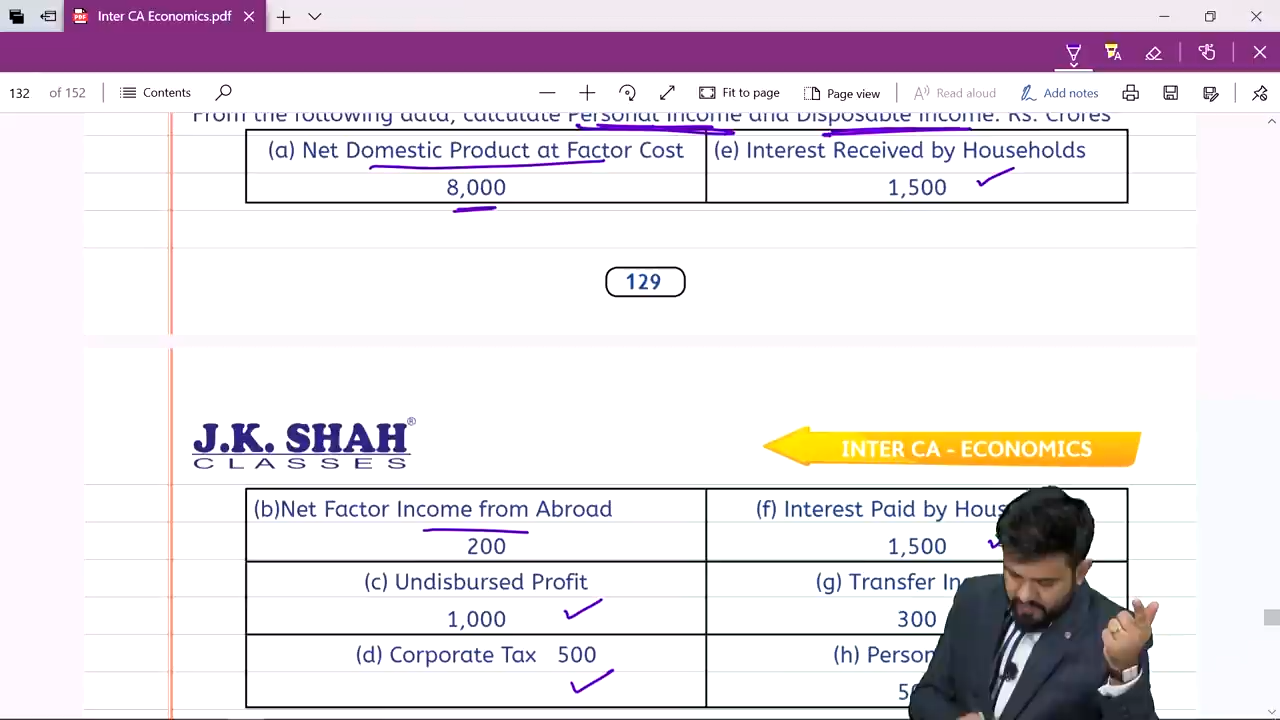 Inter CA Economics.pdf
132 of 152
Contents
Fit to page
Page view
Read aloud
Add notes
From the following data, calculate Personal Income and Disposable Income. Rs. Crores
(a) Net Domestic Product at Factor Cost
8,000
(e) Interest Received by Households
1,500
129
J.K. SHAH®
CLASSES
INTER CA - ECONOMICS
(b)Net Factor Income from Abroad
200
(f) Interest Paid by
1,500
(c) Undisbursed Profit
1,000
(g) Transfer
300
(d) Corporate Tax 500
(h)